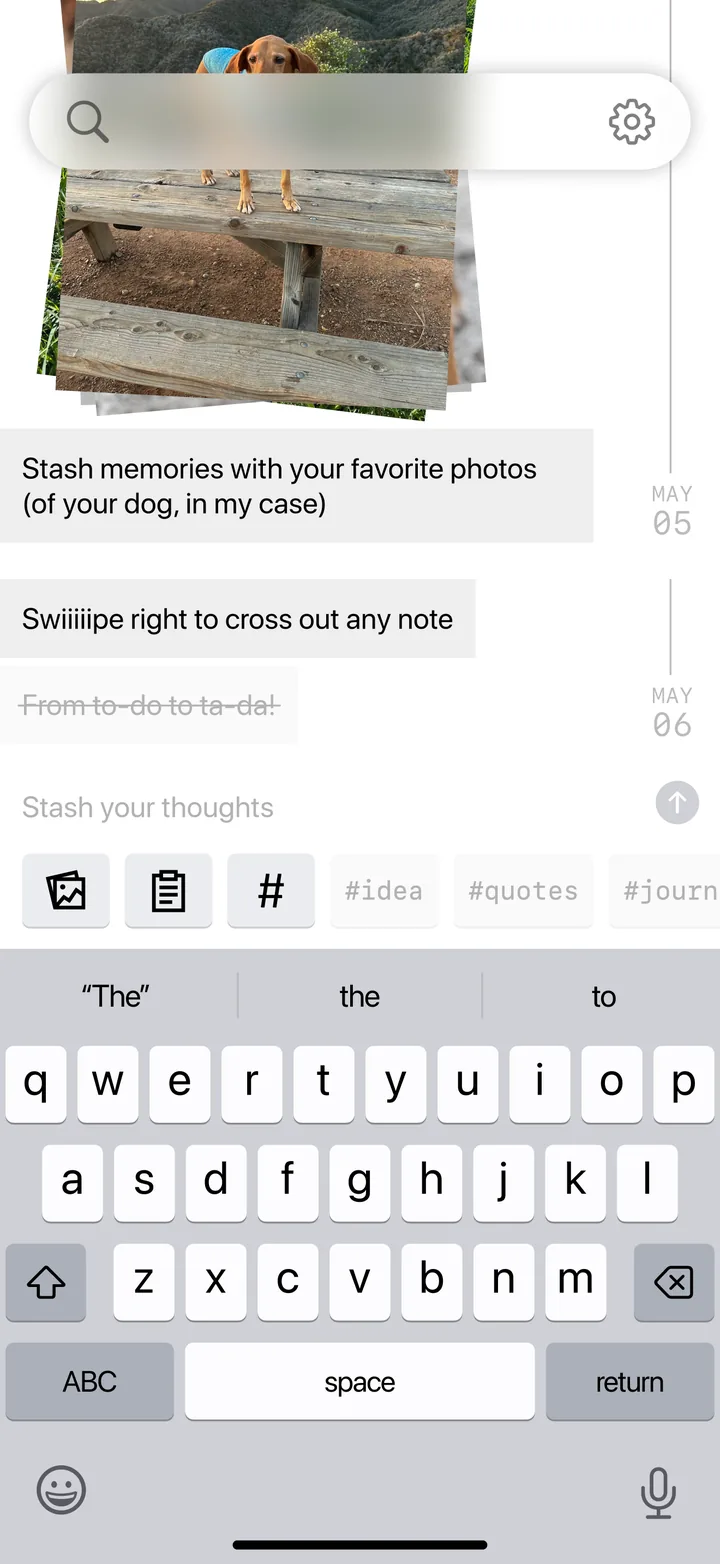 Stash memories with your favorite photos
(of your dog, in my case)
MAY
05
Swiiiiipe right to cross out any note
From to-do to ta-da!
MAY
06
Stash your thoughts
# #idea #quotes #journ
“The” the to
q w e r t y u i o p
a s d f g h j k l
z x c v b n m
ABC space return